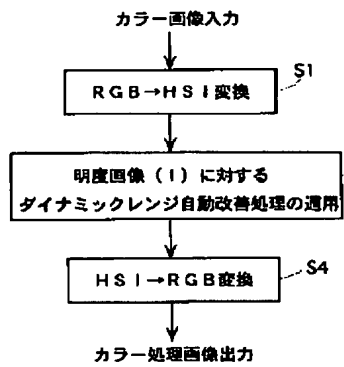 カラー画像入力
S1
RGB→HSI変換
明度画像(I)に対する
ダイナミックレンジ自動改善処理の適用
S4
HSI→RGB変換
カラー処理画像出力